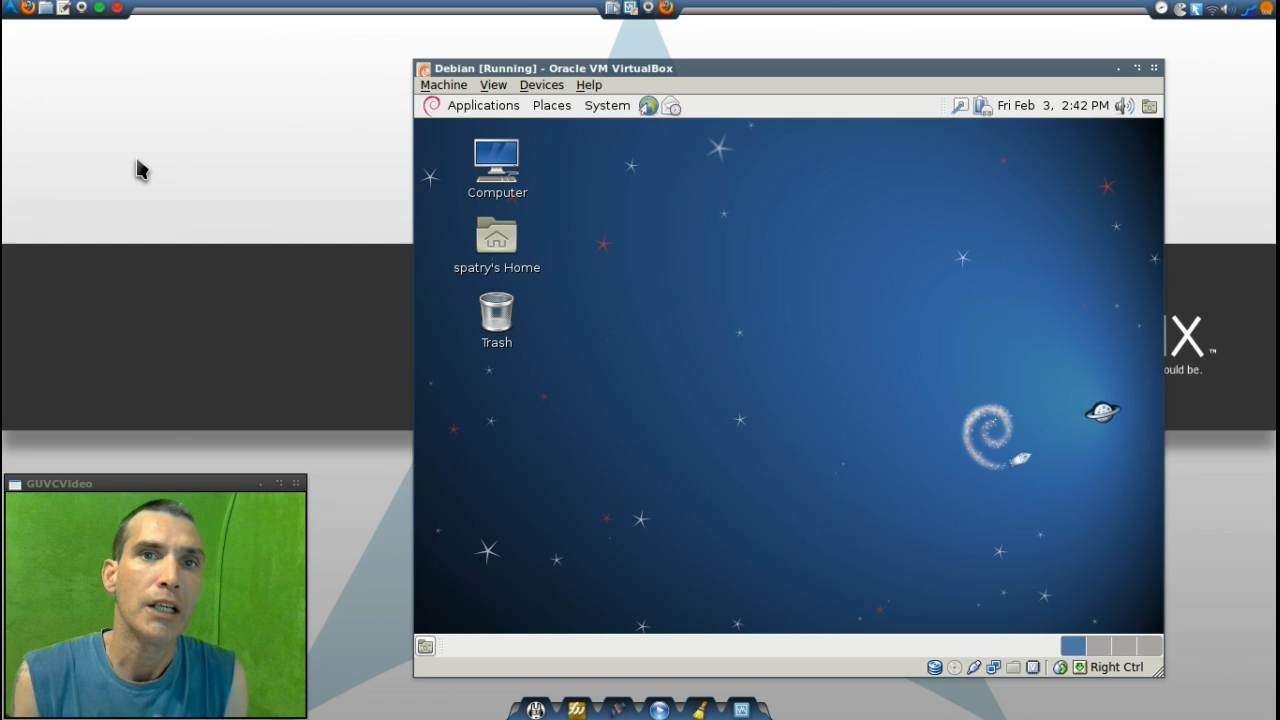 Debian [Running] - Oracle VM VirtualBox
Machine View Devices Help
Applications Places System Fri Feb 3, 2:42 PM
Computer
spatry's Home
Trash
X™
ould be.
GUVCVideo
Right Ctrl